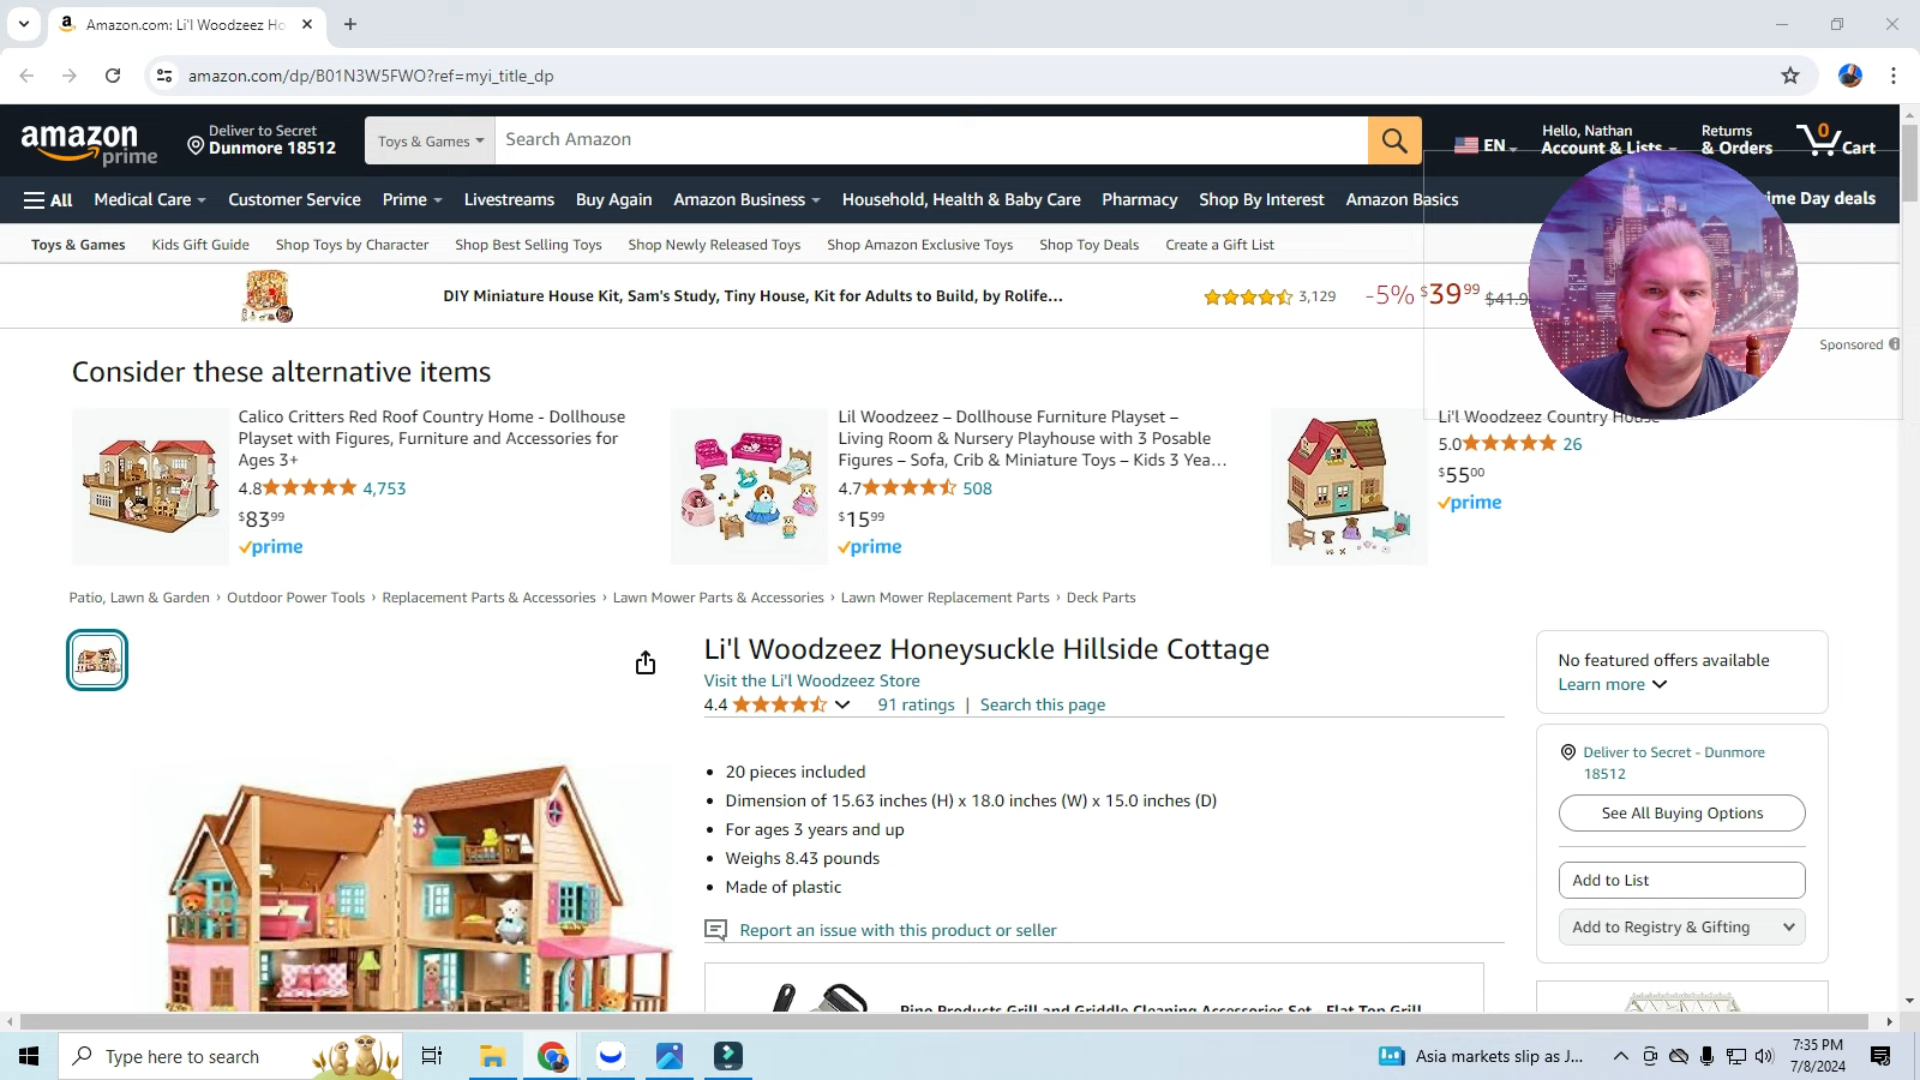 Amazon.com: Li'l Woodzeez Ho
amazon.com/dp/B01N3W5FWO?ref=myi_title_dp
amazon prime
Deliver to Secret
Dunmore 18512
Toys & Games
Search Amazon
EN
Hello, Nathan
Account & Lists
Returns
& Orders
0
Cart
All
Medical Care
Customer Service
Prime
Livestreams
Buy Again
Amazon Business
Household, Health & Baby Care
Pharmacy
Shop By Interest
Amazon Basics
Day deals
Toys & Games
Kids Gift Guide
Shop Toys by Character
Shop Best Selling Toys
Shop Newly Released Toys
Shop Amazon Exclusive Toys
Shop Toy Deals
Create a Gift List
DIY Miniature House Kit, Sam's Study, Tiny House, Kit for Adults to Build, by Rolife...
3,129
-5% $39.99 $41.9
Sponsored
Consider these alternative items
Calico Critters Red Roof Country Home - Dollhouse
Playset with Figures, Furniture and Accessories for
Ages 3+
4.8 4,753
$83.99
prime
Lil Woodzeez – Dollhouse Furniture Playset –
Living Room & Nursery Playhouse with 3 Posable
Figures – Sofa, Crib & Miniature Toys – Kids 3 Yea...
4.7 508
$15.99
prime
Li'l Woodzeez Country House
5.0 26
$55.00
prime
Patio, Lawn & Garden › Outdoor Power Tools › Replacement Parts & Accessories › Lawn Mower Parts & Accessories › Lawn Mower Replacement Parts › Deck Parts
Li'l Woodzeez Honeysuckle Hillside Cottage
Visit the Li'l Woodzeez Store
4.4 91 ratings | Search this page
• 20 pieces included
• Dimension of 15.63 inches (H) x 18.0 inches (W) x 15.0 inches (D)
• For ages 3 years and up
• Weighs 8.43 pounds
• Made of plastic
Report an issue with this product or seller
Products Grill and Griddle Cleaning Accessories Set - Flat Top Grill
No featured offers available
Learn more
Deliver to Secret - Dunmore
18512
See All Buying Options
Add to List
Add to Registry & Gifting
Type here to search
Asia markets slip as J...
7:35 PM
7/8/2024